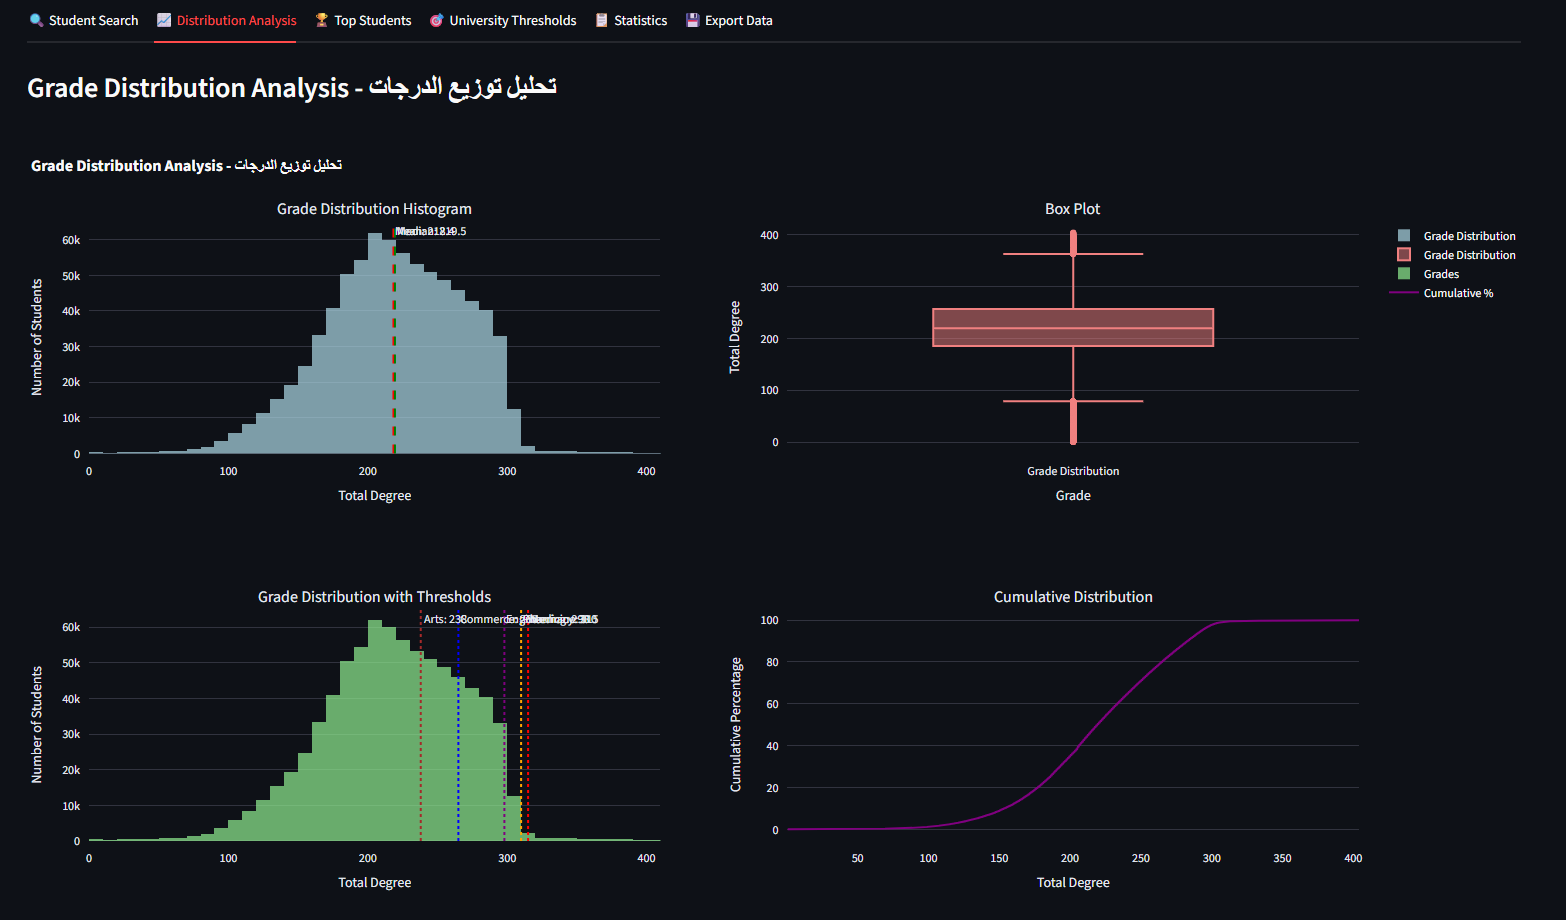 Student Search Distribution Analysis Top Students University Thresholds Statistics Export Data
Grade Distribution Analysis - تحليل توزيع الدرجات
Grade Distribution Analysis - تحليل توزيع الدرجات
Grade Distribution Histogram
60k
50k
40k
30k
20k
10k
0
Number of Students
0 100 200 300 400
Total Degree
Box Plot
400
300
200
100
0
Total Degree
Grade Distribution
Grade
Grade Distribution
Grade Distribution
Grades
Cumulative %
Grade Distribution with Thresholds
Arts: 238
60k
50k
40k
30k
20k
10k
0
Number of Students
0 100 200 300 400
Total Degree
Cumulative Distribution
100
80
60
40
20
0
Cumulative Percentage
50 100 150 200 250 300 350 400
Total Degree